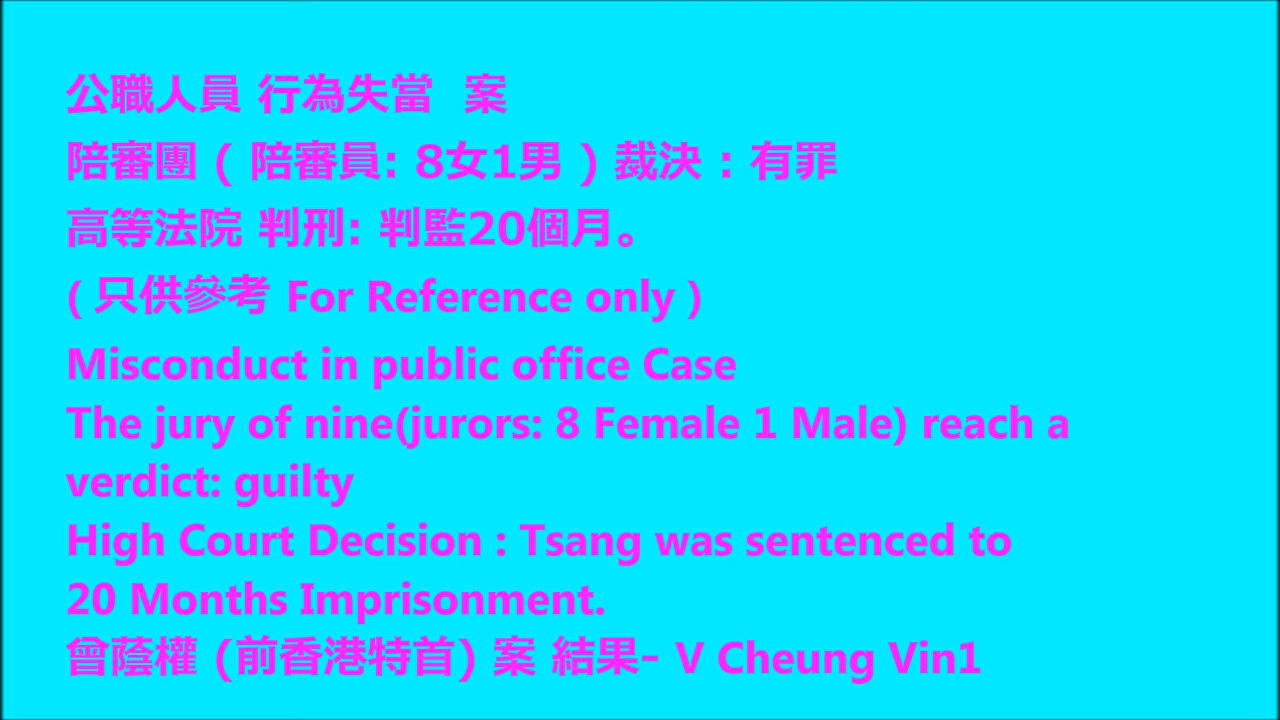 公職人員 行為失當 案
陪審團 ( 陪審員: 8女1男 ) 裁決 : 有罪
高等法院 判刑: 判監20個月。
( 只供參考 For Reference only )
Misconduct in public office Case
The jury of nine(jurors: 8 Female 1 Male) reach a
verdict: guilty
High Court Decision : Tsang was sentenced to
20 Months Imprisonment.
曾蔭權 (前香港特首) 案 結果- V Cheung Vin1